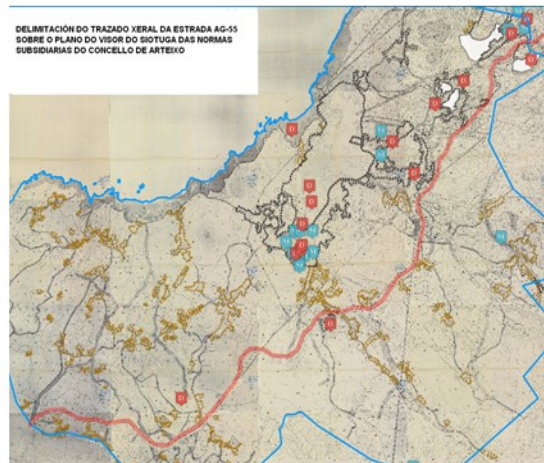 DELIMITACIÓN DO TRAZADO XERAL DA ESTRADA AG-55
SOBRE O PLANO DO VISOR DO SIOTUGA DAS NORMAS
SUBSIDIARIAS DO CONCELLO DE ARTEIXO
D
D
D
D
D
D
D
D
D
D
D
D
D